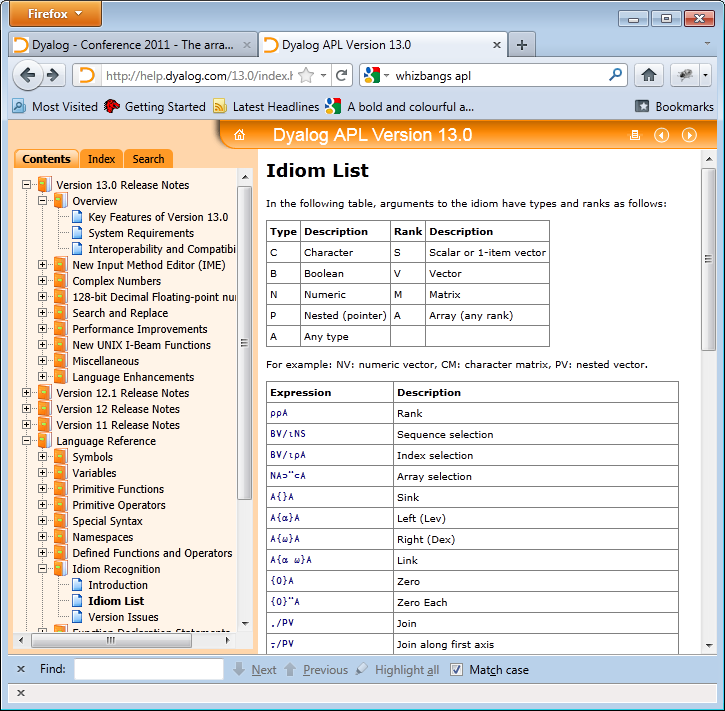 Firefox
Dyalog - Conference 2011 - The arra...
Dyalog APL Version 13.0
http://help.dyalog.com/13.0/index.h
whizbangs apl
Most Visited
Getting Started
Latest Headlines
A bold and colourful a...
Bookmarks
Dyalog APL Version 13.0
Contents
Index
Search
Version 13.0 Release Notes
Overview
Key Features of Version 13.0
System Requirements
Interoperability and Compatibi
New Input Method Editor (IME)
Complex Numbers
128-bit Decimal Floating-point nu
Search and Replace
Performance Improvements
New UNIX I-Beam Functions
Miscellaneous
Language Enhancements
Version 12.1 Release Notes
Version 12 Release Notes
Version 11 Release Notes
Language Reference
Symbols
Variables
Primitive Functions
Primitive Operators
Special Syntax
Namespaces
Defined Functions and Operators
Idiom Recognition
Introduction
Idiom List
Version Issues
Function Declaration Statements
Idiom List
In the following table, arguments to the idiom have types and ranks as follows:
Type Description Rank Description
C Character S Scalar or 1-item vector
B Boolean V Vector
N Numeric M Matrix
P Nested (pointer) A Array (any rank)
A Any type
For example: NV: numeric vector, CM: character matrix, PV: nested vector.
Expression Description
⍴⍴A Rank
BV/⍳NS Sequence selection
BV/⍳⍴A Index selection
NA⊃¨⊂A Array selection
A{}A Sink
A{⍺}A Left (Lev)
A{⍵}A Right (Dex)
A{⍺ ⍵}A Link
{0}A Zero
{0}¨A Zero Each
,/PV Join
⍪/PV Join along first axis
Find:
Next
Previous
Highlight all
Match case